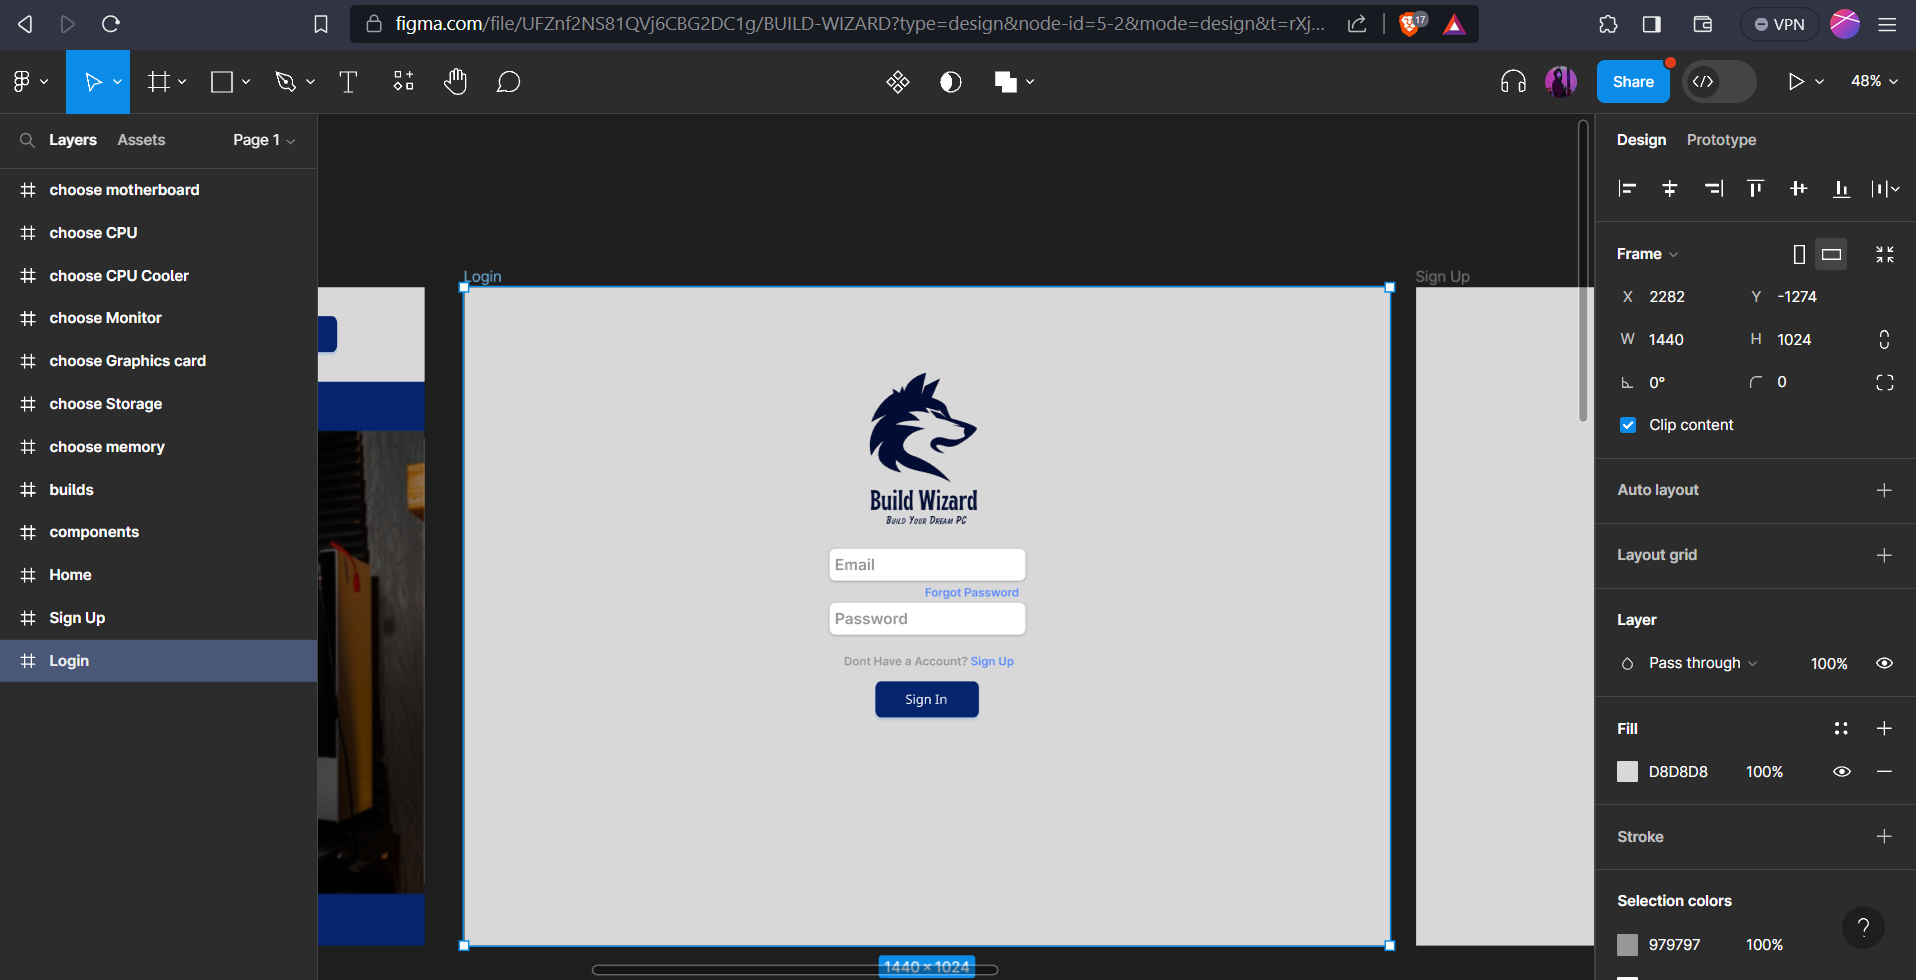 figma.com/file/UFZnf2NS81QVj6CBG2DC1g/BUILD-WIZARD?type=design&node-id=5-2&mode=design&t=rXj...
17
VPN
Share
48%
Layers Assets Page 1
choose motherboard
choose CPU
choose CPU Cooler
choose Monitor
choose Graphics card
choose Storage
choose memory
builds
components
Home
Sign Up
Login
Login
Sign Up
Build Wizard
Build Your Dream PC
Email
Forgot Password
Password
Dont Have a Account? Sign Up
Sign In
1440 × 1024
Design Prototype
Frame
X 2282 Y -1274
W 1440 H 1024
0° 0
Clip content
Auto layout
Layout grid
Layer
Pass through 100%
Fill
D8D8D8 100%
Stroke
Selection colors
979797 100%
?